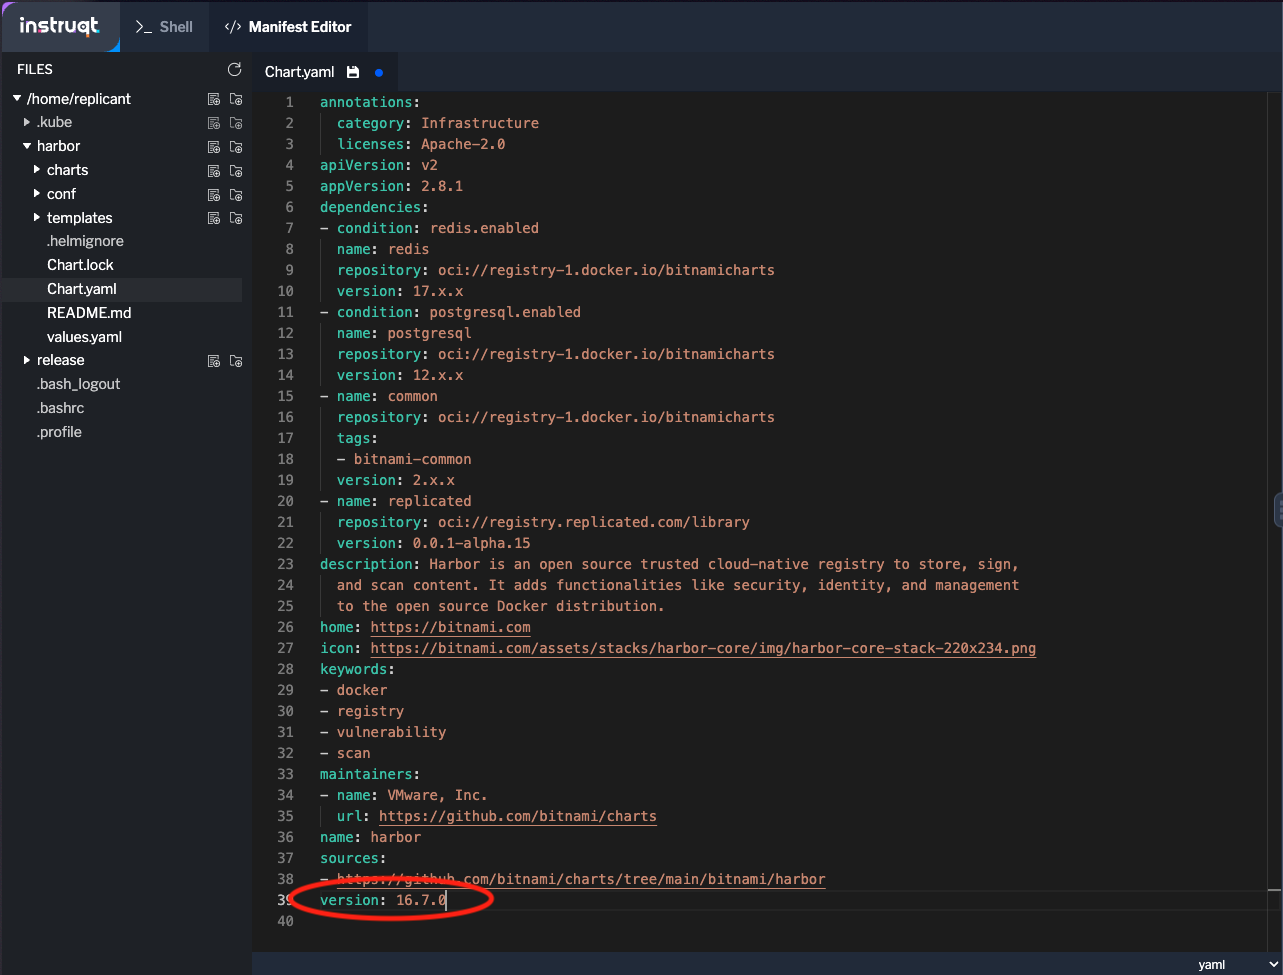 instruqt
>_ Shell
</> Manifest Editor
FILES
/home/replicant
.kube
harbor
charts
conf
templates
.helmignore
Chart.lock
Chart.yaml
README.md
values.yaml
release
.bash_logout
.bashrc
.profile
Chart.yaml
1 annotations:
2 category: Infrastructure
3 licenses: Apache-2.0
4 apiVersion: v2
5 appVersion: 2.8.1
6 dependencies:
7 - condition: redis.enabled
8 name: redis
9 repository: oci://registry-1.docker.io/bitnamicharts
10 version: 17.x.x
11 - condition: postgresql.enabled
12 name: postgresql
13 repository: oci://registry-1.docker.io/bitnamicharts
14 version: 12.x.x
15 - name: common
16 repository: oci://registry-1.docker.io/bitnamicharts
17 tags:
18 - bitnami-common
19 version: 2.x.x
20 - name: replicated
21 repository: oci://registry.replicated.com/library
22 version: 0.0.1-alpha.15
23 description: Harbor is an open source trusted cloud-native registry to store, sign,
24 and scan content. It adds functionalities like security, identity, and management
25 to the open source Docker distribution.
26 home: https://bitnami.com
27 icon: https://bitnami.com/assets/stacks/harbor-core/img/harbor-core-stack-220x234.png
28 keywords:
29 - docker
30 - registry
31 - vulnerability
32 - scan
33 maintainers:
34 - name: VMware, Inc.
35 url: https://github.com/bitnami/charts
36 name: harbor
37 sources:
38 - https://github.com/bitnami/charts/tree/main/bitnami/harbor
39 version: 16.7.0
40
yaml